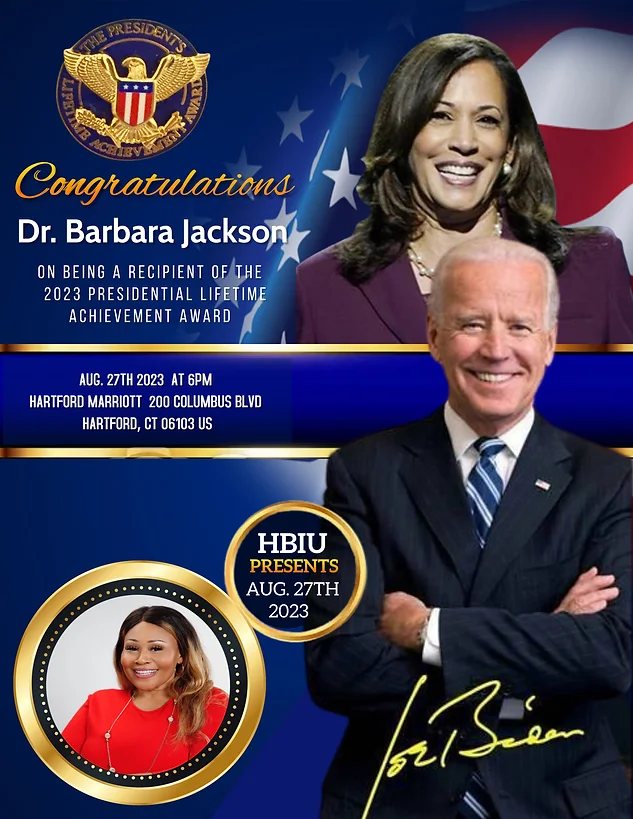 THE PRESIDENT'S
LIFETIME ACHIEVEMENT AWARD
Congratulations
Dr. Barbara Jackson
ON BEING A RECIPIENT OF THE
2023 PRESIDENTIAL LIFETIME
ACHIEVEMENT AWARD
AUG. 27TH 2023 AT 6PM
HARTFORD MARRIOTT 200 COLUMBUS BLVD
HARTFORD, CT 06103 US
HBIU
PRESENTS
AUG. 27TH
2023
Joe Biden